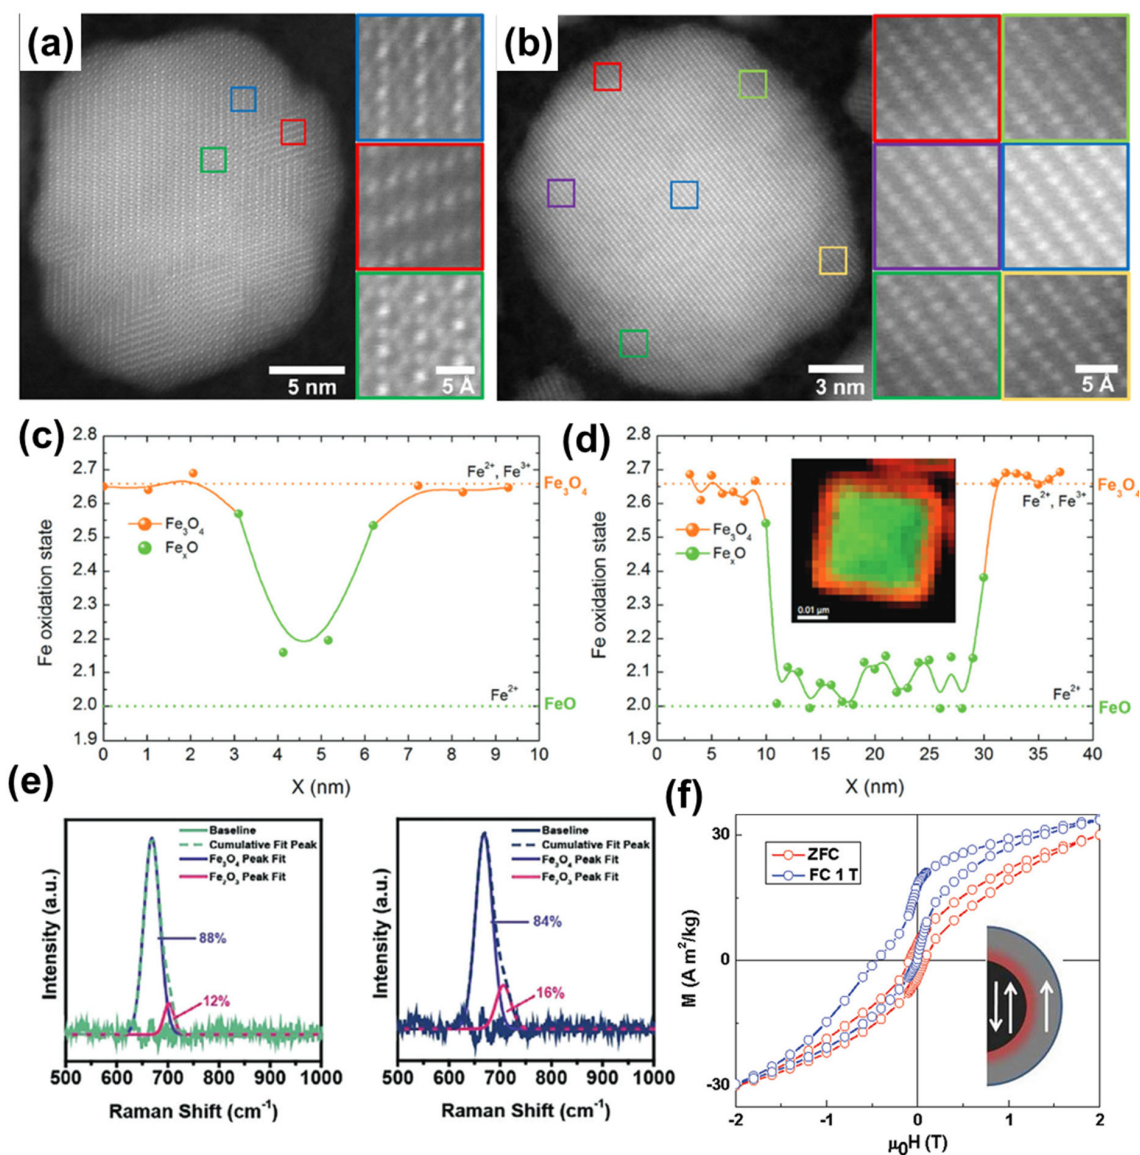 (a)
5 nm
5 Å
(b)
3 nm
5 Å
(c)
2.8
2.7
2.6
2.5
2.4
2.3
2.2
2.1
2.0
1.9
Fe oxidation state
Fe²⁺, Fe³⁺
Fe₃O₄
Fe₃O₄
FeₓO
Fe²⁺
FeO
0 1 2 3 4 5 6 7 8 9 10
X (nm)
(d)
2.8
2.7
2.6
2.5
2.4
2.3
2.2
2.1
2.0
1.9
Fe oxidation state
Fe₃O₄
Fe²⁺, Fe³⁺
Fe₃O₄
FeₓO
0.01 µm
Fe²⁺
FeO
0 5 10 15 20 25 30 35 40
X (nm)
(e)
Intensity (a.u.)
Baseline
Cumulative Fit Peak
Fe₃O₄ Peak Fit
Fe₂O₃ Peak Fit
88%
12%
500 600 700 800 900 1000
Raman Shift (cm⁻¹)
Intensity (a.u.)
Baseline
Cumulative Fit Peak
Fe₃O₄ Peak Fit
Fe₂O₃ Peak Fit
84%
16%
500 600 700 800 900 1000
Raman Shift (cm⁻¹)
(f)
30
0
-30
M (A m²/kg)
ZFC
FC 1 T
-2 -1 0 1 2
µ₀H (T)